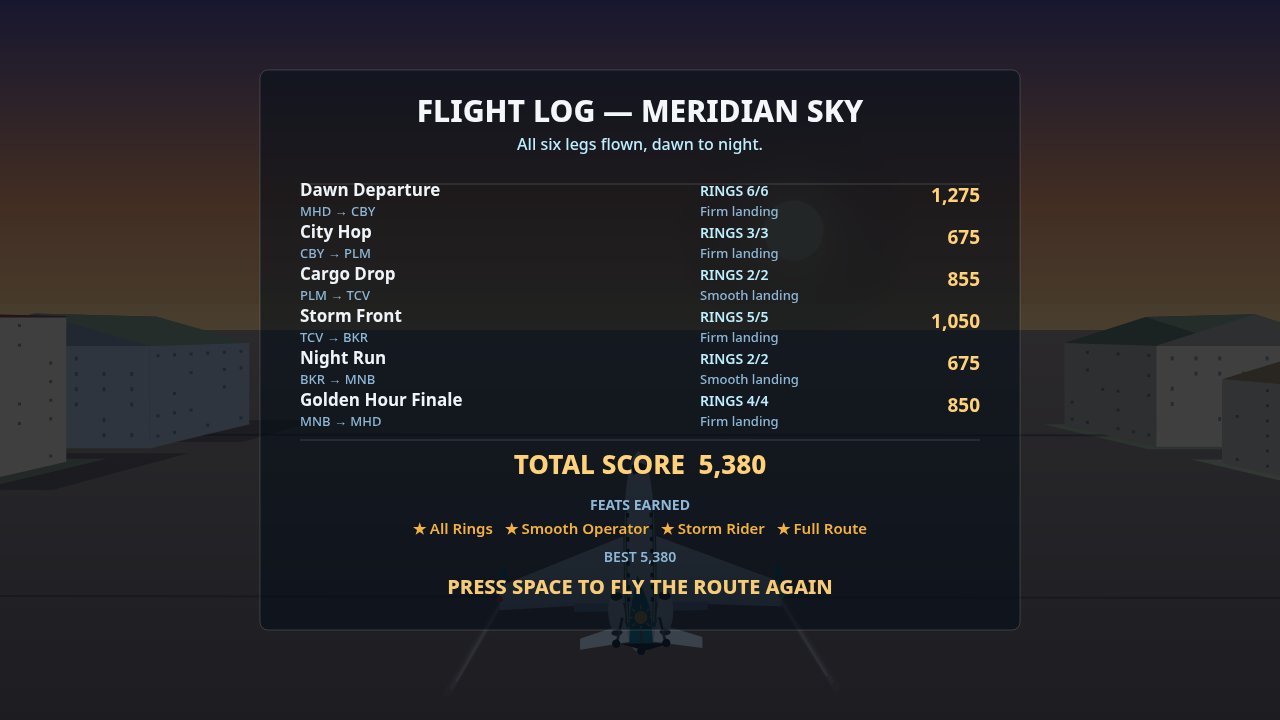 FLIGHT LOG — MERIDIAN SKY
All six legs flown, dawn to night.
Dawn Departure RINGS 6/6 1,275
MHD → CBY Firm landing
City Hop RINGS 3/3 675
CBY → PLM Firm landing
Cargo Drop RINGS 2/2 855
PLM → TCV Smooth landing
Storm Front RINGS 5/5 1,050
TCV → BKR Firm landing
Night Run RINGS 2/2 675
BKR → MNB Smooth landing
Golden Hour Finale RINGS 4/4 850
MNB → MHD Firm landing
TOTAL SCORE 5,380
FEATS EARNED
★ All Rings ★ Smooth Operator ★ Storm Rider ★ Full Route
BEST 5,380
PRESS SPACE TO FLY THE ROUTE AGAIN